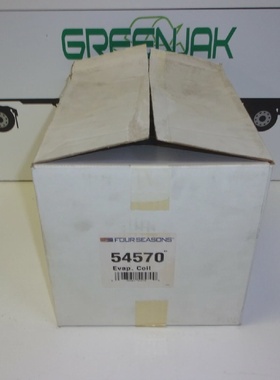 GREENJAK
FOUR SEASONS
54570
Evap. Coil